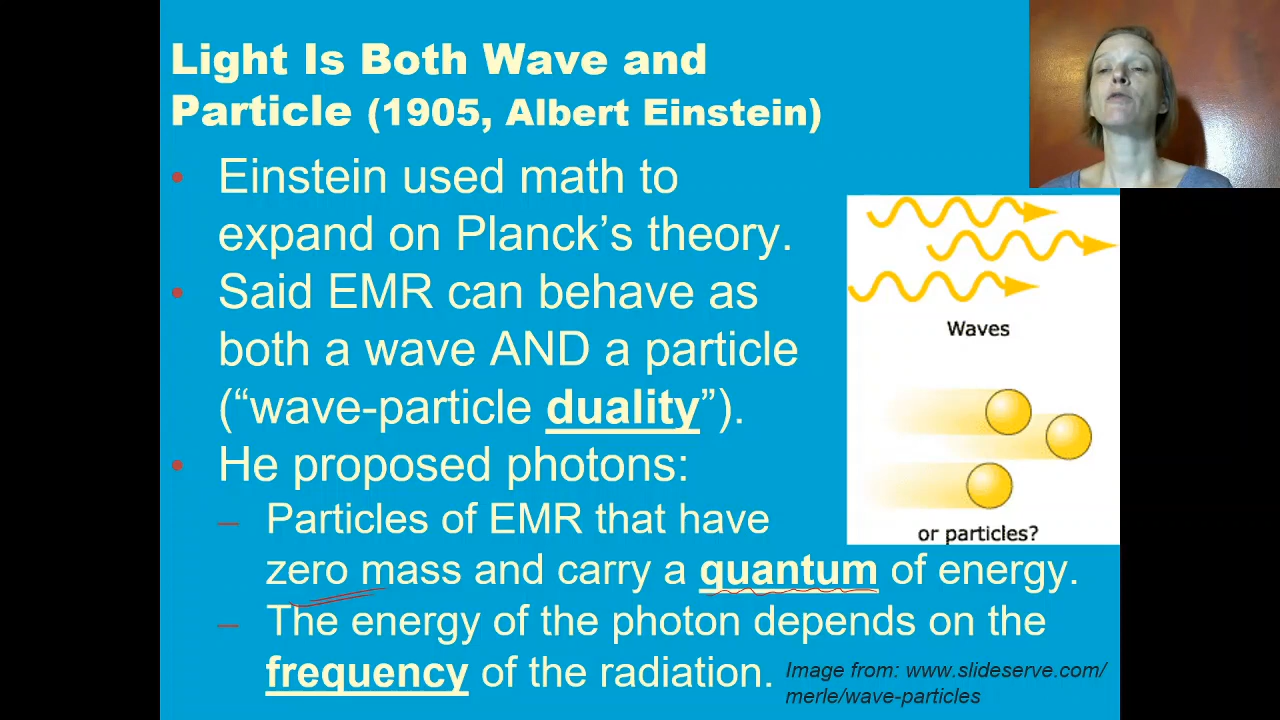 Light Is Both Wave and
Particle (1905, Albert Einstein)
• Einstein used math to
expand on Planck’s theory.
• Said EMR can behave as
both a wave AND a particle
(“wave-particle duality”).
• He proposed photons:
– Particles of EMR that have
zero mass and carry a quantum of energy.
– The energy of the photon depends on the
frequency of the radiation.
Waves
or particles?
Image from: www.slideserve.com/
merle/wave-particles